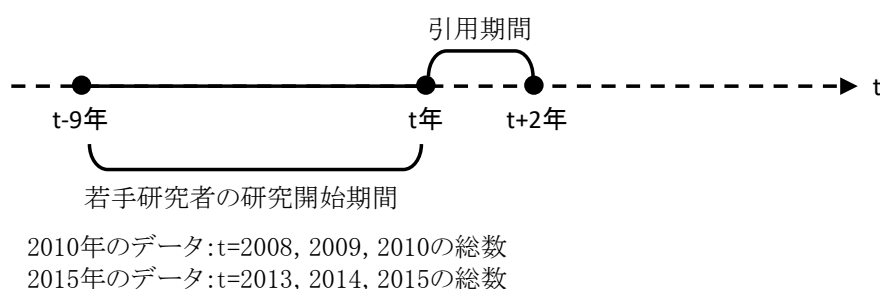 引用期間
t
t-9年
t年
t+2年
若手研究者の研究開始期間
2010年のデータ:t=2008, 2009, 2010の総数
2015年のデータ:t=2013, 2014, 2015の総数